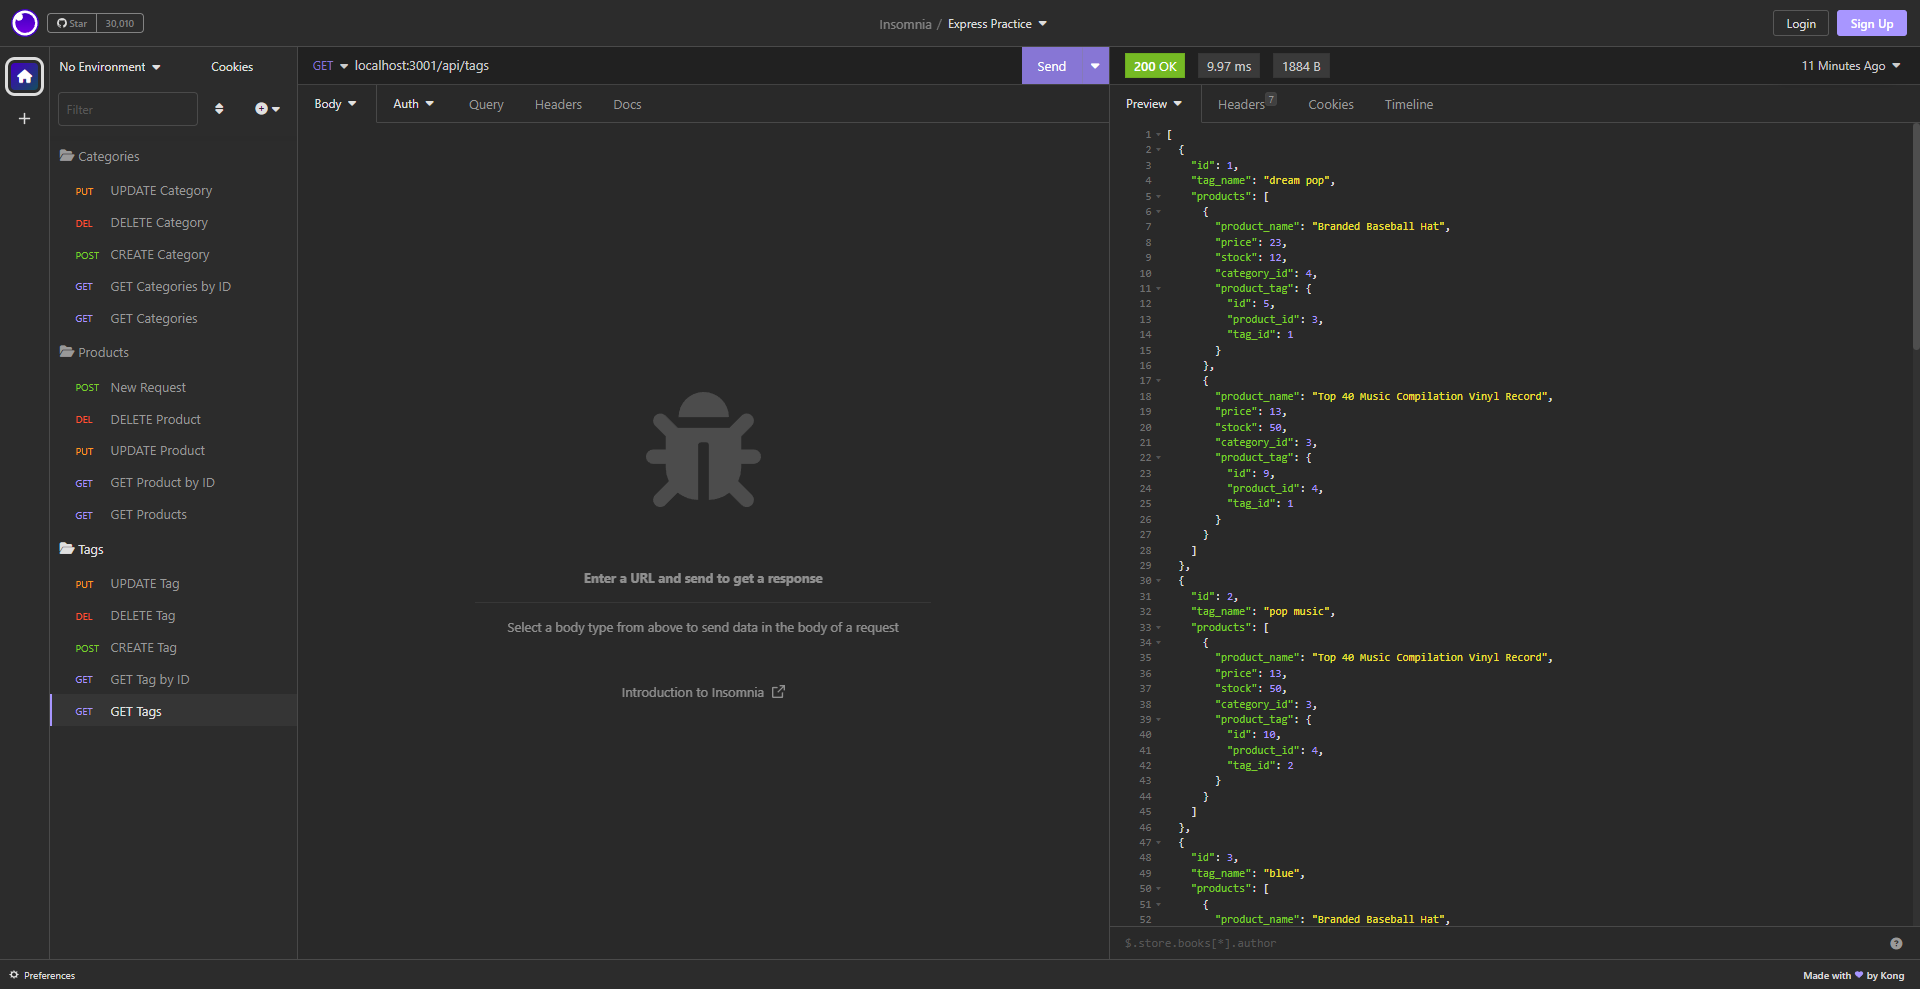 Star 30,010
Insomnia / Express Practice
Login
Sign Up
No Environment
Cookies
Filter
Categories
PUT UPDATE Category
DEL DELETE Category
POST CREATE Category
GET GET Categories by ID
GET GET Categories
Products
POST New Request
DEL DELETE Product
PUT UPDATE Product
GET GET Product by ID
GET GET Products
Tags
PUT UPDATE Tag
DEL DELETE Tag
POST CREATE Tag
GET GET Tag by ID
GET GET Tags
GET localhost:3001/api/tags
Send
Body Auth Query Headers Docs
Enter a URL and send to get a response
Select a body type from above to send data in the body of a request
Introduction to Insomnia
200 OK 9.97 ms 1884 B
11 Minutes Ago
Preview Headers 7 Cookies Timeline
1 [
2 {
3 "id": 1,
4 "tag_name": "dream pop",
5 "products": [
6 {
7 "product_name": "Branded Baseball Hat",
8 "price": 23,
9 "stock": 12,
10 "category_id": 4,
11 "product_tag": {
12 "id": 5,
13 "product_id": 3,
14 "tag_id": 1
15 }
16 },
17 {
18 "product_name": "Top 40 Music Compilation Vinyl Record",
19 "price": 13,
20 "stock": 50,
21 "category_id": 3,
22 "product_tag": {
23 "id": 9,
24 "product_id": 4,
25 "tag_id": 1
26 }
27 }
28 ]
29 },
30 {
31 "id": 2,
32 "tag_name": "pop music",
33 "products": [
34 {
35 "product_name": "Top 40 Music Compilation Vinyl Record",
36 "price": 13,
37 "stock": 50,
38 "category_id": 3,
39 "product_tag": {
40 "id": 10,
41 "product_id": 4,
42 "tag_id": 2
43 }
44 }
45 ]
46 },
47 {
48 "id": 3,
49 "tag_name": "blue",
50 "products": [
51 {
52 "product_name": "Branded Baseball Hat",
$.store.books[*].author
Preferences
Made with ♥ by Kong